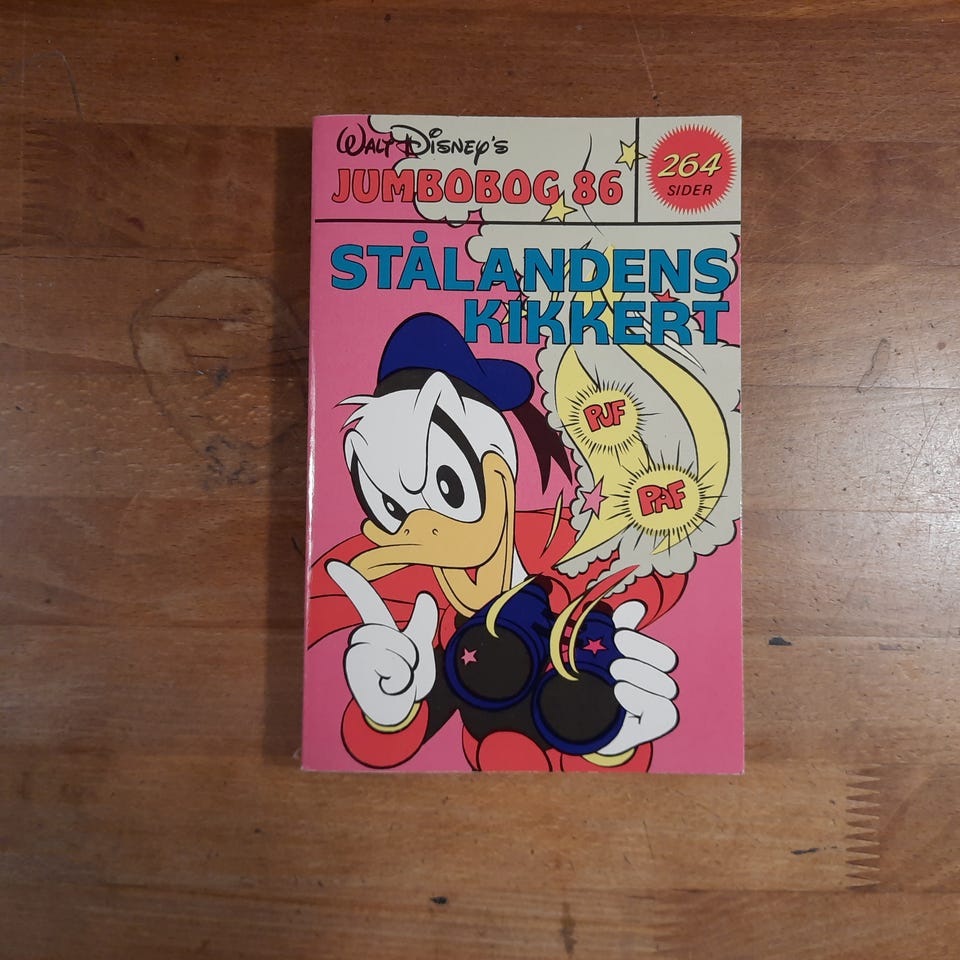 WALT DISNEY'S
JUMBOBOG 86
264
SIDER
STÅLANDENS
KIKKERT
PUF
PAF